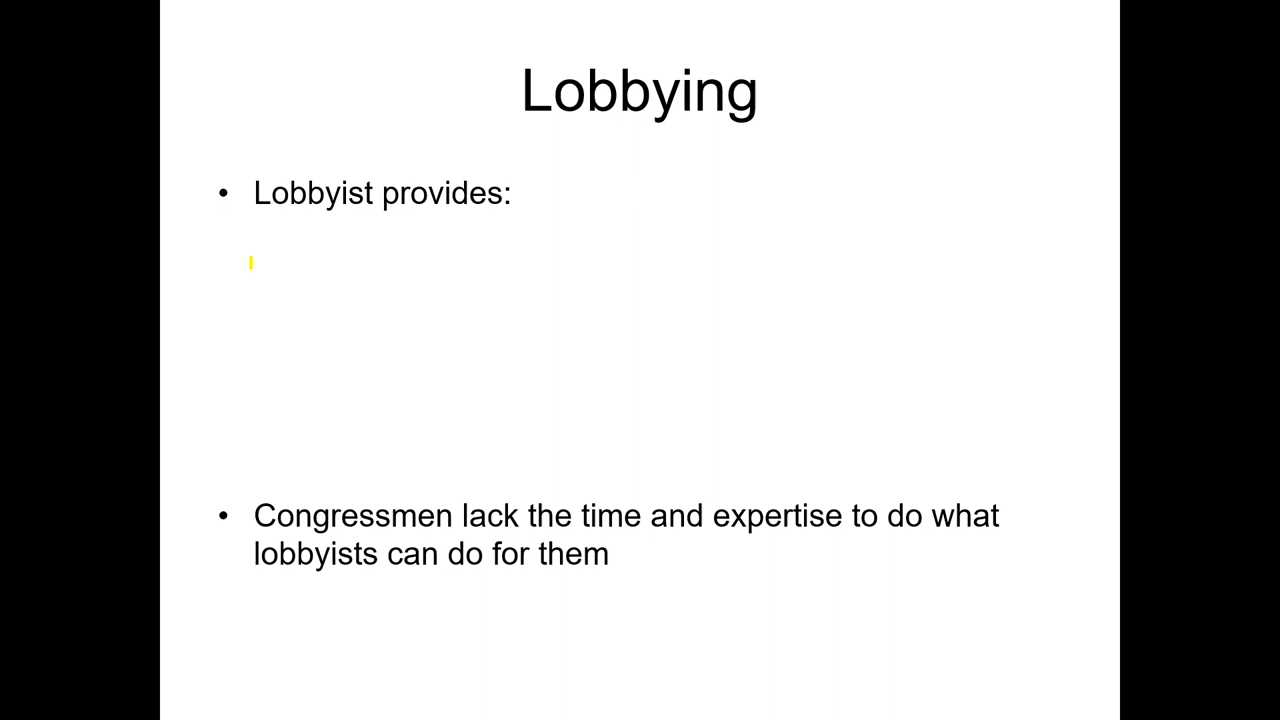 Lobbying
• Lobbyist provides:
• Congressmen lack the time and expertise to do what
lobbyists can do for them